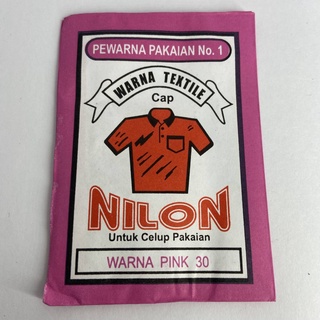 PEWARNA PAKAIAN No. 1
WARNA TEXTILE
Cap
NILON
Untuk Celup Pakaian
WARNA PINK 30